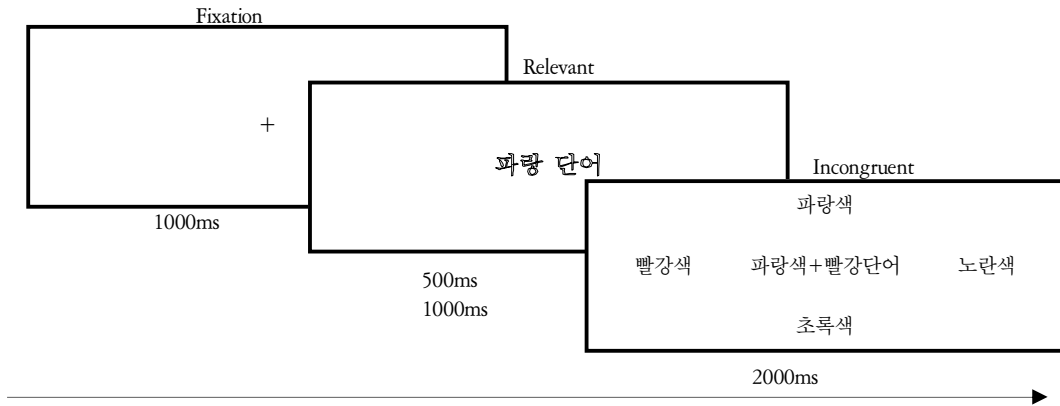 Fixation
+
1000ms
Relevant
파랑 단어
500ms
1000ms
Incongruent
파랑색
빨강색 파랑색+빨강단어 노란색
초록색
2000ms